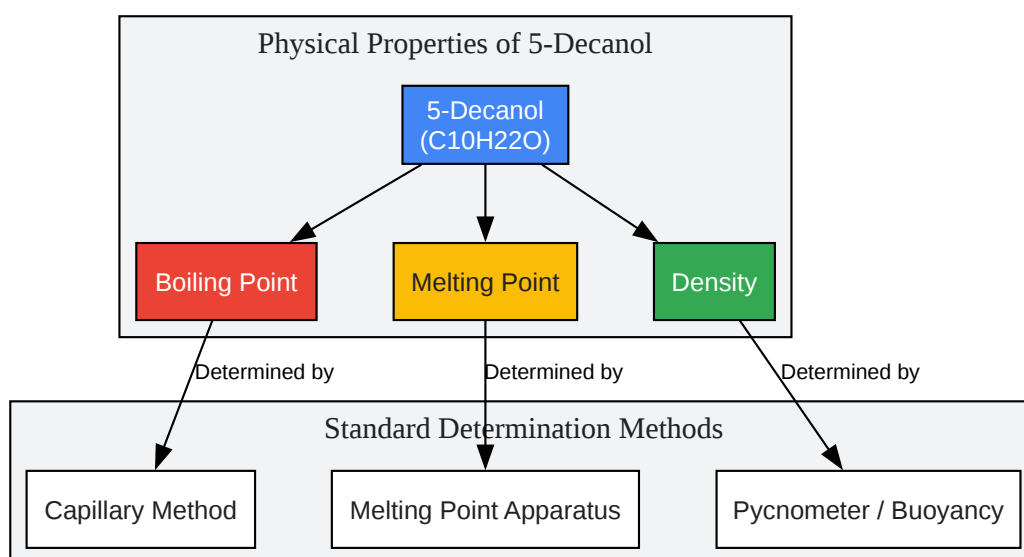 Physical Properties of 5-Decanol
5-Decanol
(C10H22O)
Boiling Point
Melting Point
Density
Determined by
Determined by
Determined by
Standard Determination Methods
Capillary Method
Melting Point Apparatus
Pycnometer / Buoyancy